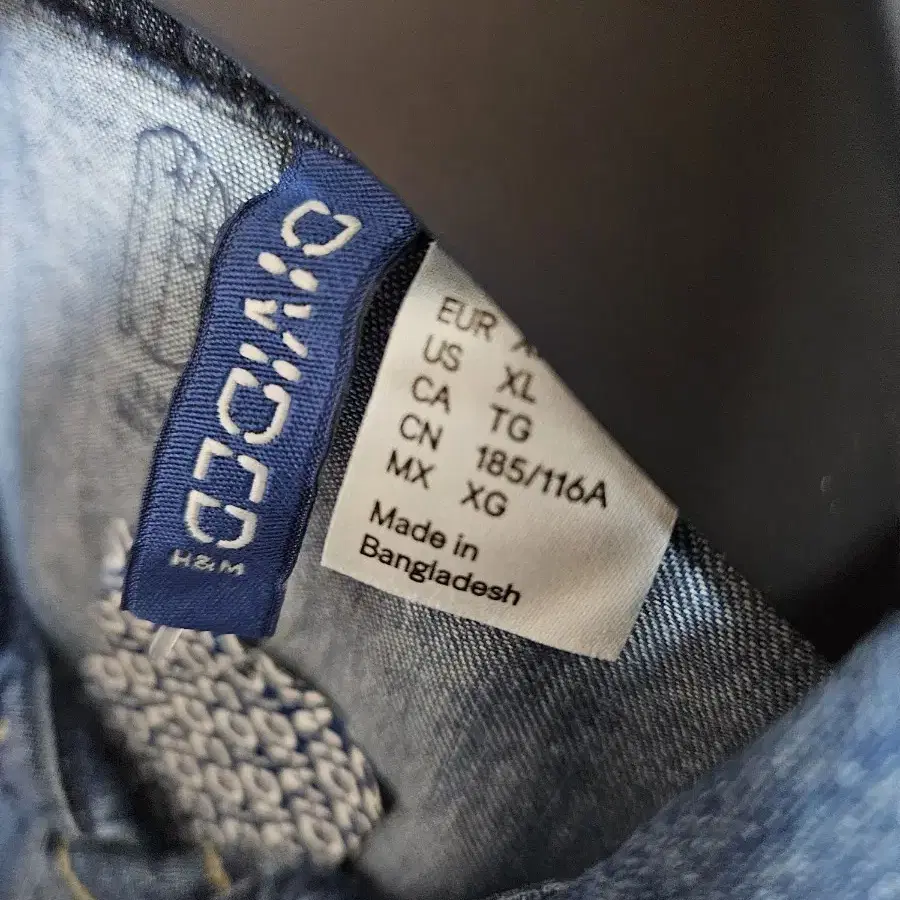 DIVIDED
H&M
EUR
US XL
CA TG
CN 185/116A
MX XG
Made in
Bangladesh